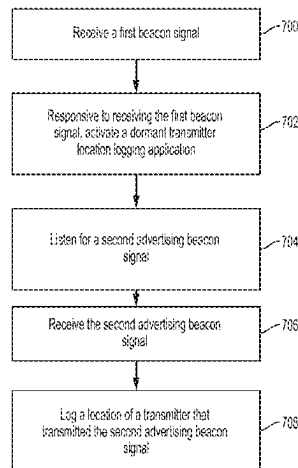 Receive a first beacon signal
700
Responsive to receiving the first beacon
signal, activate a dormant transmitter
location logging application
702
Listen for a second advertising beacon
signal
704
Receive the second advertising beacon
signal
706
Log a location of a transmitter that
transmitted the second advertising beacon
signal
708